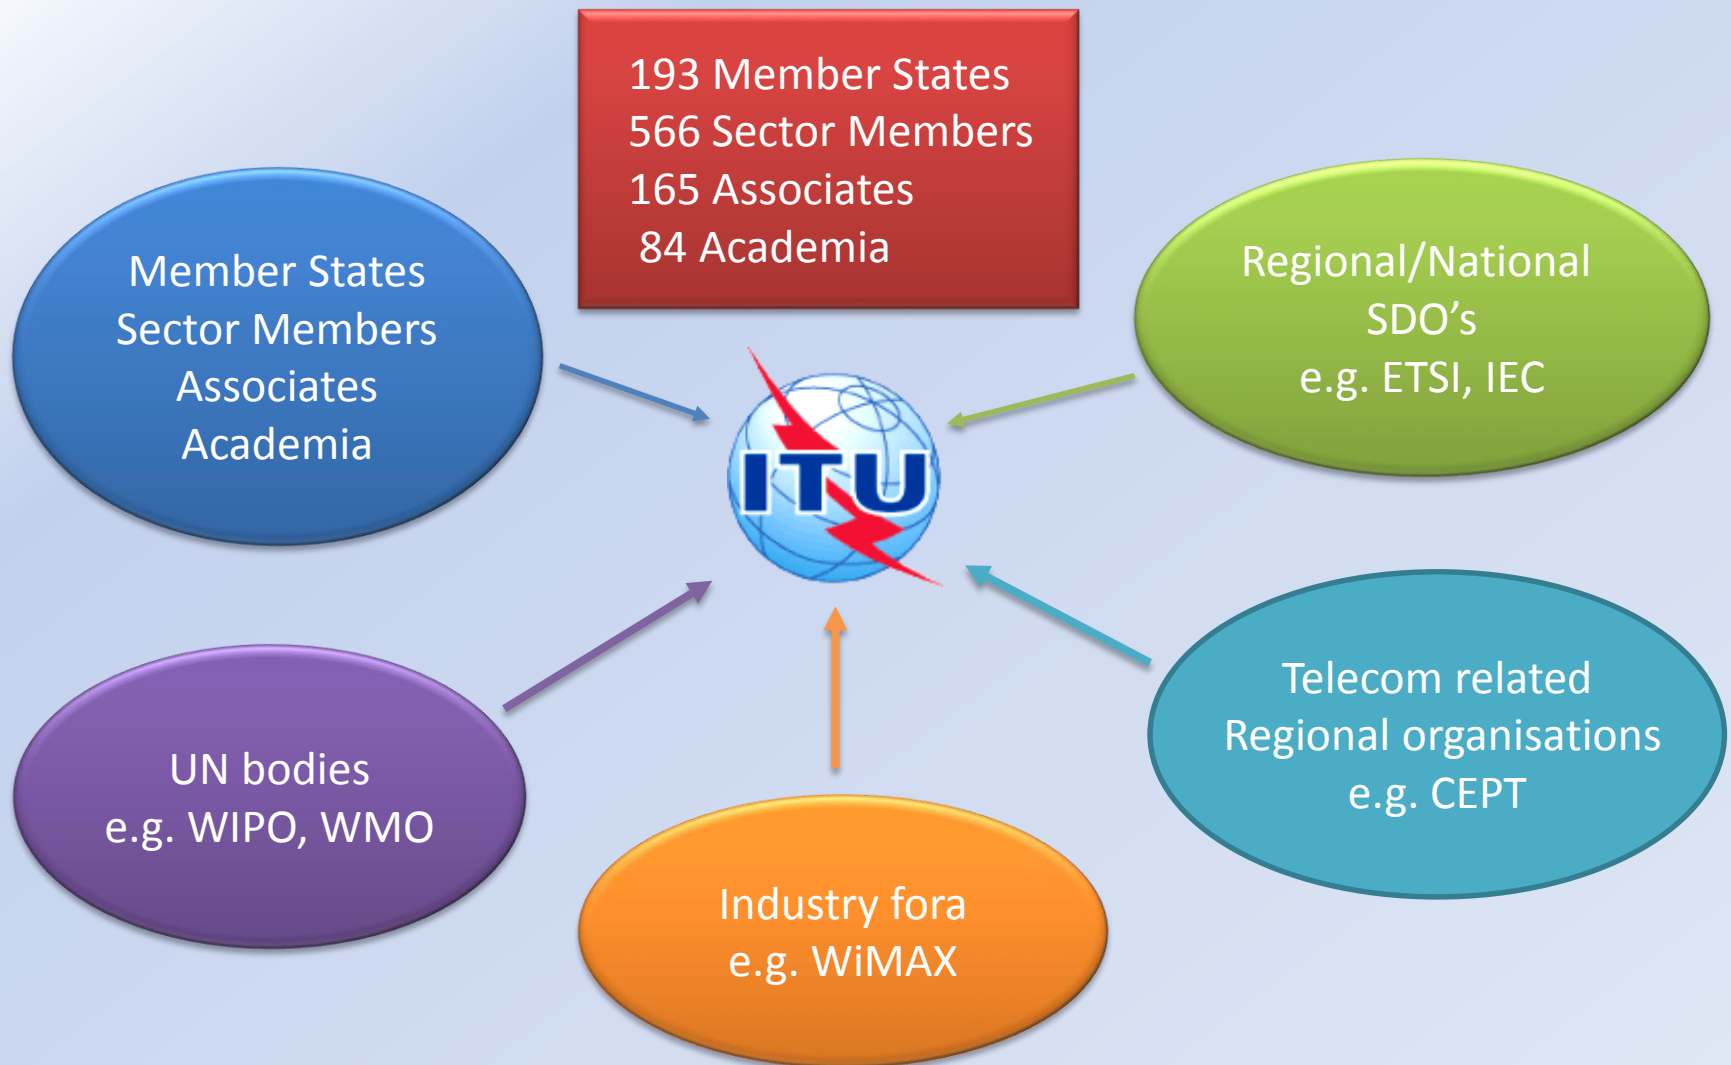 193 Member States
566 Sector Members
165 Associates
84 Academia
Member States
Sector Members
Associates
Academia
Regional/National
SDO’s
e.g. ETSI, IEC
ITU
UN bodies
e.g. WIPO, WMO
Industry fora
e.g. WiMAX
Telecom related
Regional organisations
e.g. CEPT